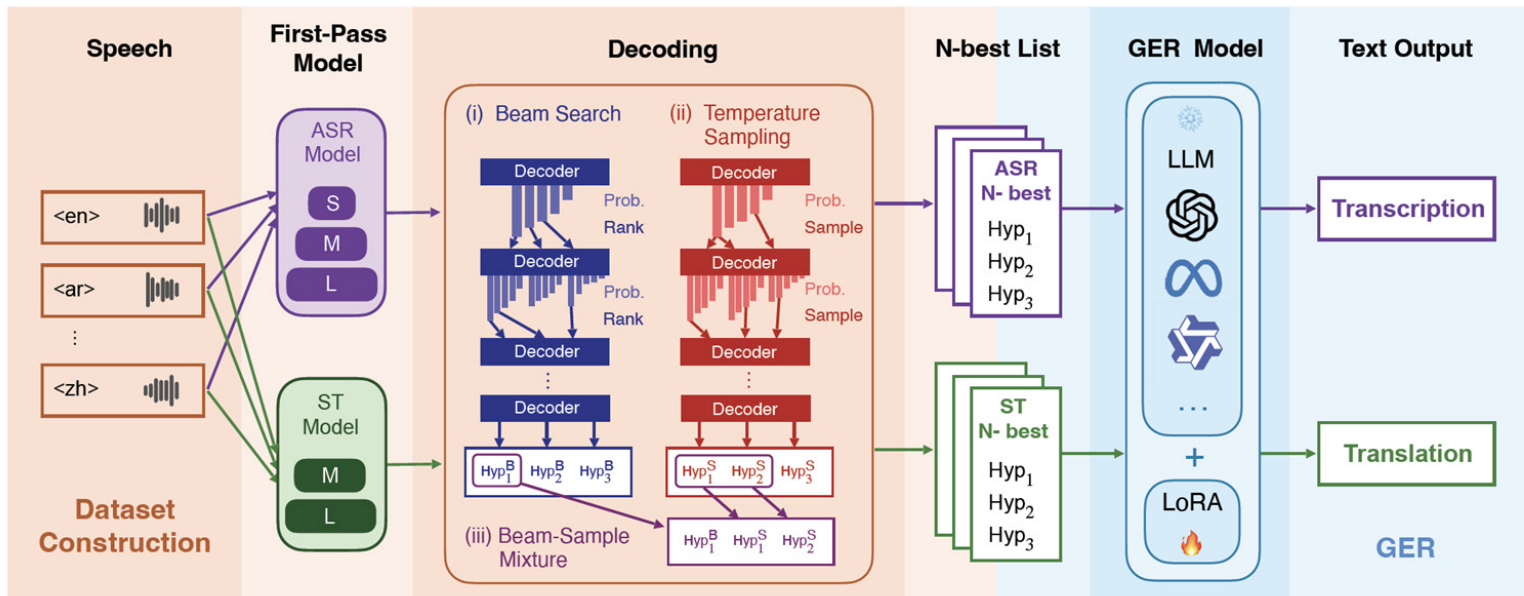 Speech
First-Pass
Model
Decoding
N-best List
GER Model
Text Output
<en>
<ar>
⋮
<zh>
Dataset
Construction
ASR
Model
S
M
L
ST
Model
M
L
(i) Beam Search
Decoder
Prob.
Rank
Decoder
Prob.
Rank
Decoder
⋮
Decoder
Hyp₁ᴮ Hyp₂ᴮ Hyp₃ᴮ
(ii) Temperature
Sampling
Decoder
Prob.
Sample
Decoder
Prob.
Sample
Decoder
⋮
Decoder
Hyp₁ˢ Hyp₂ˢ Hyp₃ˢ
(iii) Beam-Sample
Mixture
Hyp₁ᴮ Hyp₁ˢ Hyp₂ˢ
ASR
N- best
Hyp₁
Hyp₂
Hyp₃
ST
N- best
Hyp₁
Hyp₂
Hyp₃
LLM
...
+
LoRA
Transcription
Translation
GER